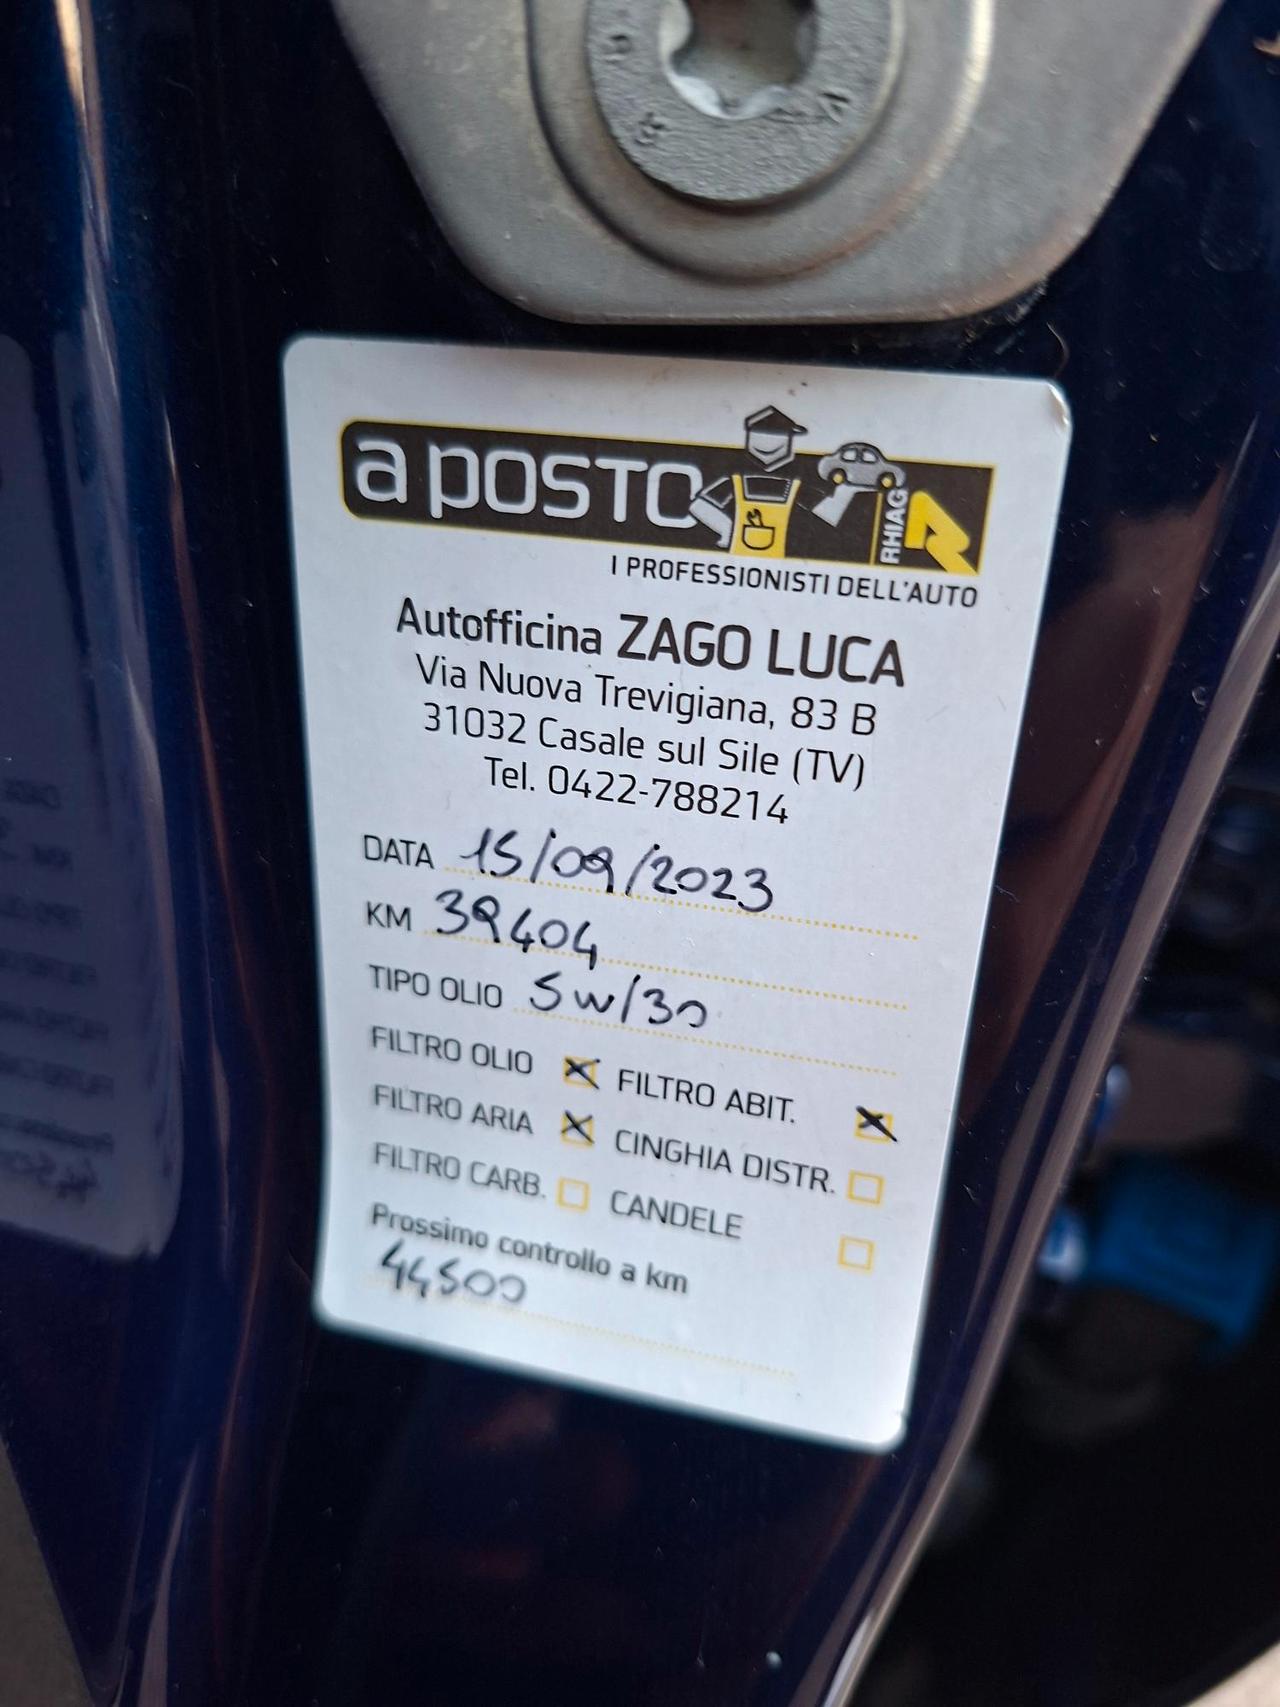 a posto
RHIAG
I PROFESSIONISTI DELL'AUTO
Autofficina ZAGO LUCA
Via Nuova Trevigiana, 83 B
31032 Casale sul Sile (TV)
Tel. 0422-788214
DATA 15/09/2023
KM 39404
TIPO OLIO 5W/30
FILTRO OLIO FILTRO ABIT.
FILTRO ARIA CINGHIA DISTR.
FILTRO CARB. CANDELE
Prossimo controllo a km
44500